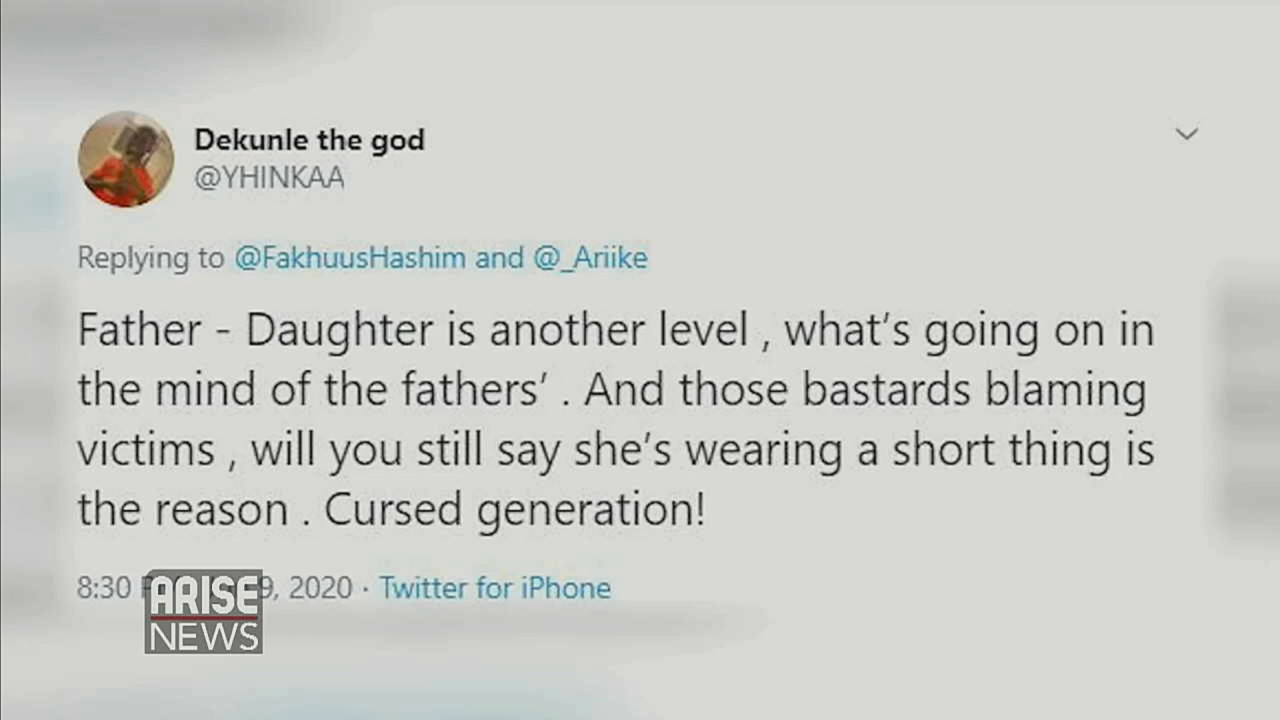 Dekunle the god
@YHINKAA
Replying to @FakhuusHashim and @_Ariike
Father - Daughter is another level , what's going on in
the mind of the fathers' . And those bastards blaming
victims , will you still say she's wearing a short thing is
the reason . Cursed generation!
8:30 9, 2020 · Twitter for iPhone
ARISE
NEWS